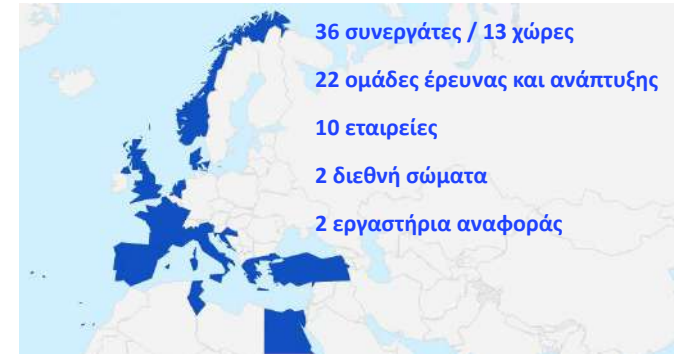 36 συνεργάτες / 13 χώρες
22 ομάδες έρευνας και ανάπτυξης
10 εταιρείες
2 διεθνή σώματα
2 εργαστήρια αναφοράς